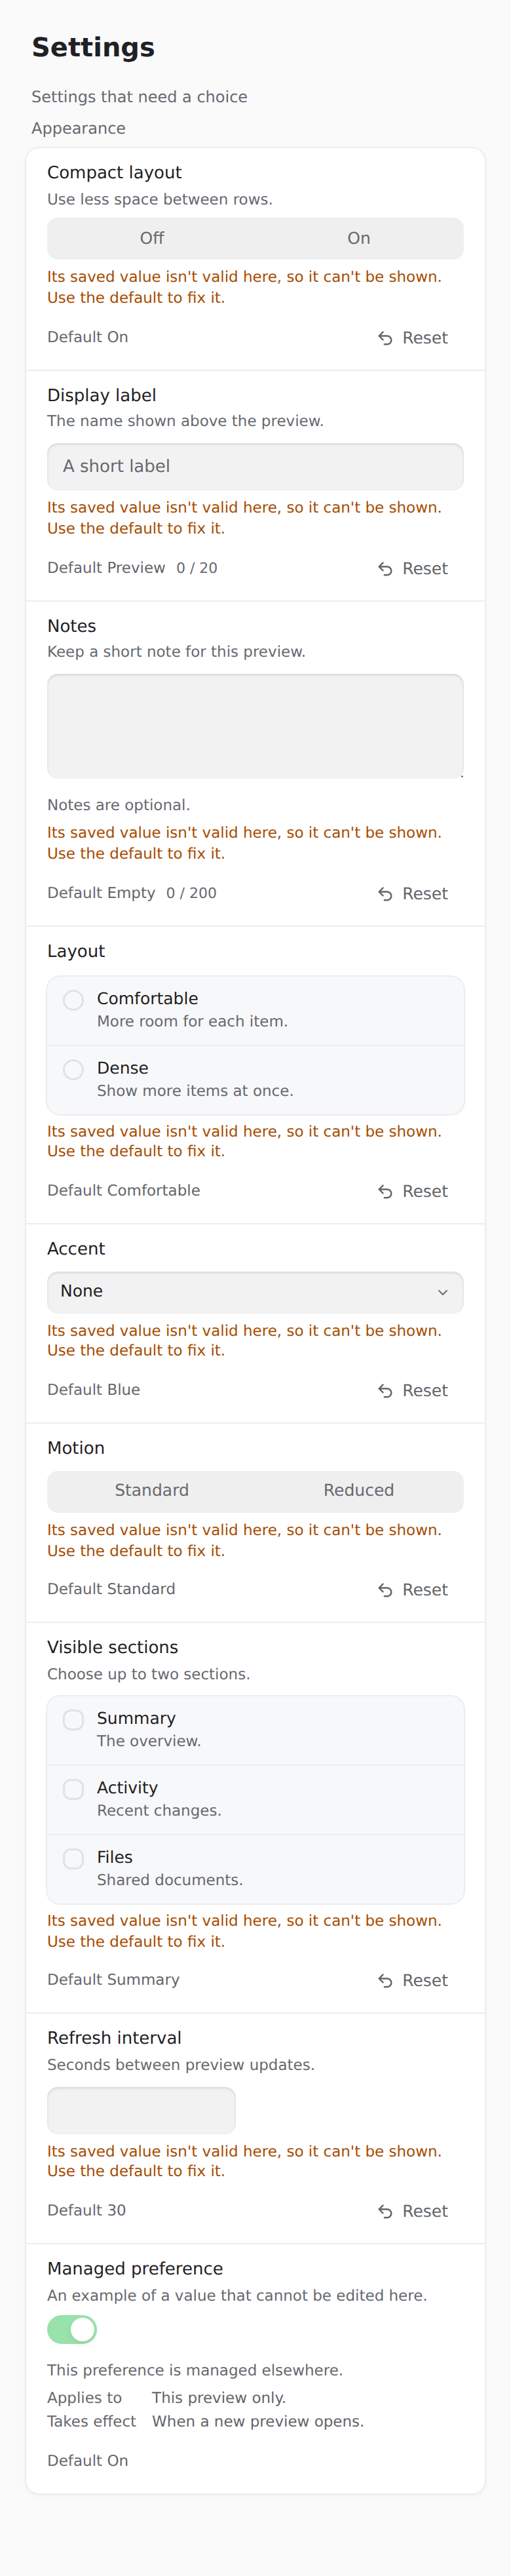 Settings
Settings that need a choice
Appearance
Compact layout
Use less space between rows.
Off On
Its saved value isn't valid here, so it can't be shown.
Use the default to fix it.
Default On Reset
Display label
The name shown above the preview.
A short label
Its saved value isn't valid here, so it can't be shown.
Use the default to fix it.
Default Preview 0 / 20 Reset
Notes
Keep a short note for this preview.
Notes are optional.
Its saved value isn't valid here, so it can't be shown.
Use the default to fix it.
Default Empty 0 / 200 Reset
Layout
Comfortable
More room for each item.
Dense
Show more items at once.
Its saved value isn't valid here, so it can't be shown.
Use the default to fix it.
Default Comfortable Reset
Accent
None
Its saved value isn't valid here, so it can't be shown.
Use the default to fix it.
Default Blue Reset
Motion
Standard Reduced
Its saved value isn't valid here, so it can't be shown.
Use the default to fix it.
Default Standard Reset
Visible sections
Choose up to two sections.
Summary
The overview.
Activity
Recent changes.
Files
Shared documents.
Its saved value isn't valid here, so it can't be shown.
Use the default to fix it.
Default Summary Reset
Refresh interval
Seconds between preview updates.
Its saved value isn't valid here, so it can't be shown.
Use the default to fix it.
Default 30 Reset
Managed preference
An example of a value that cannot be edited here.
This preference is managed elsewhere.
Applies to This preview only.
Takes effect When a new preview opens.
Default On